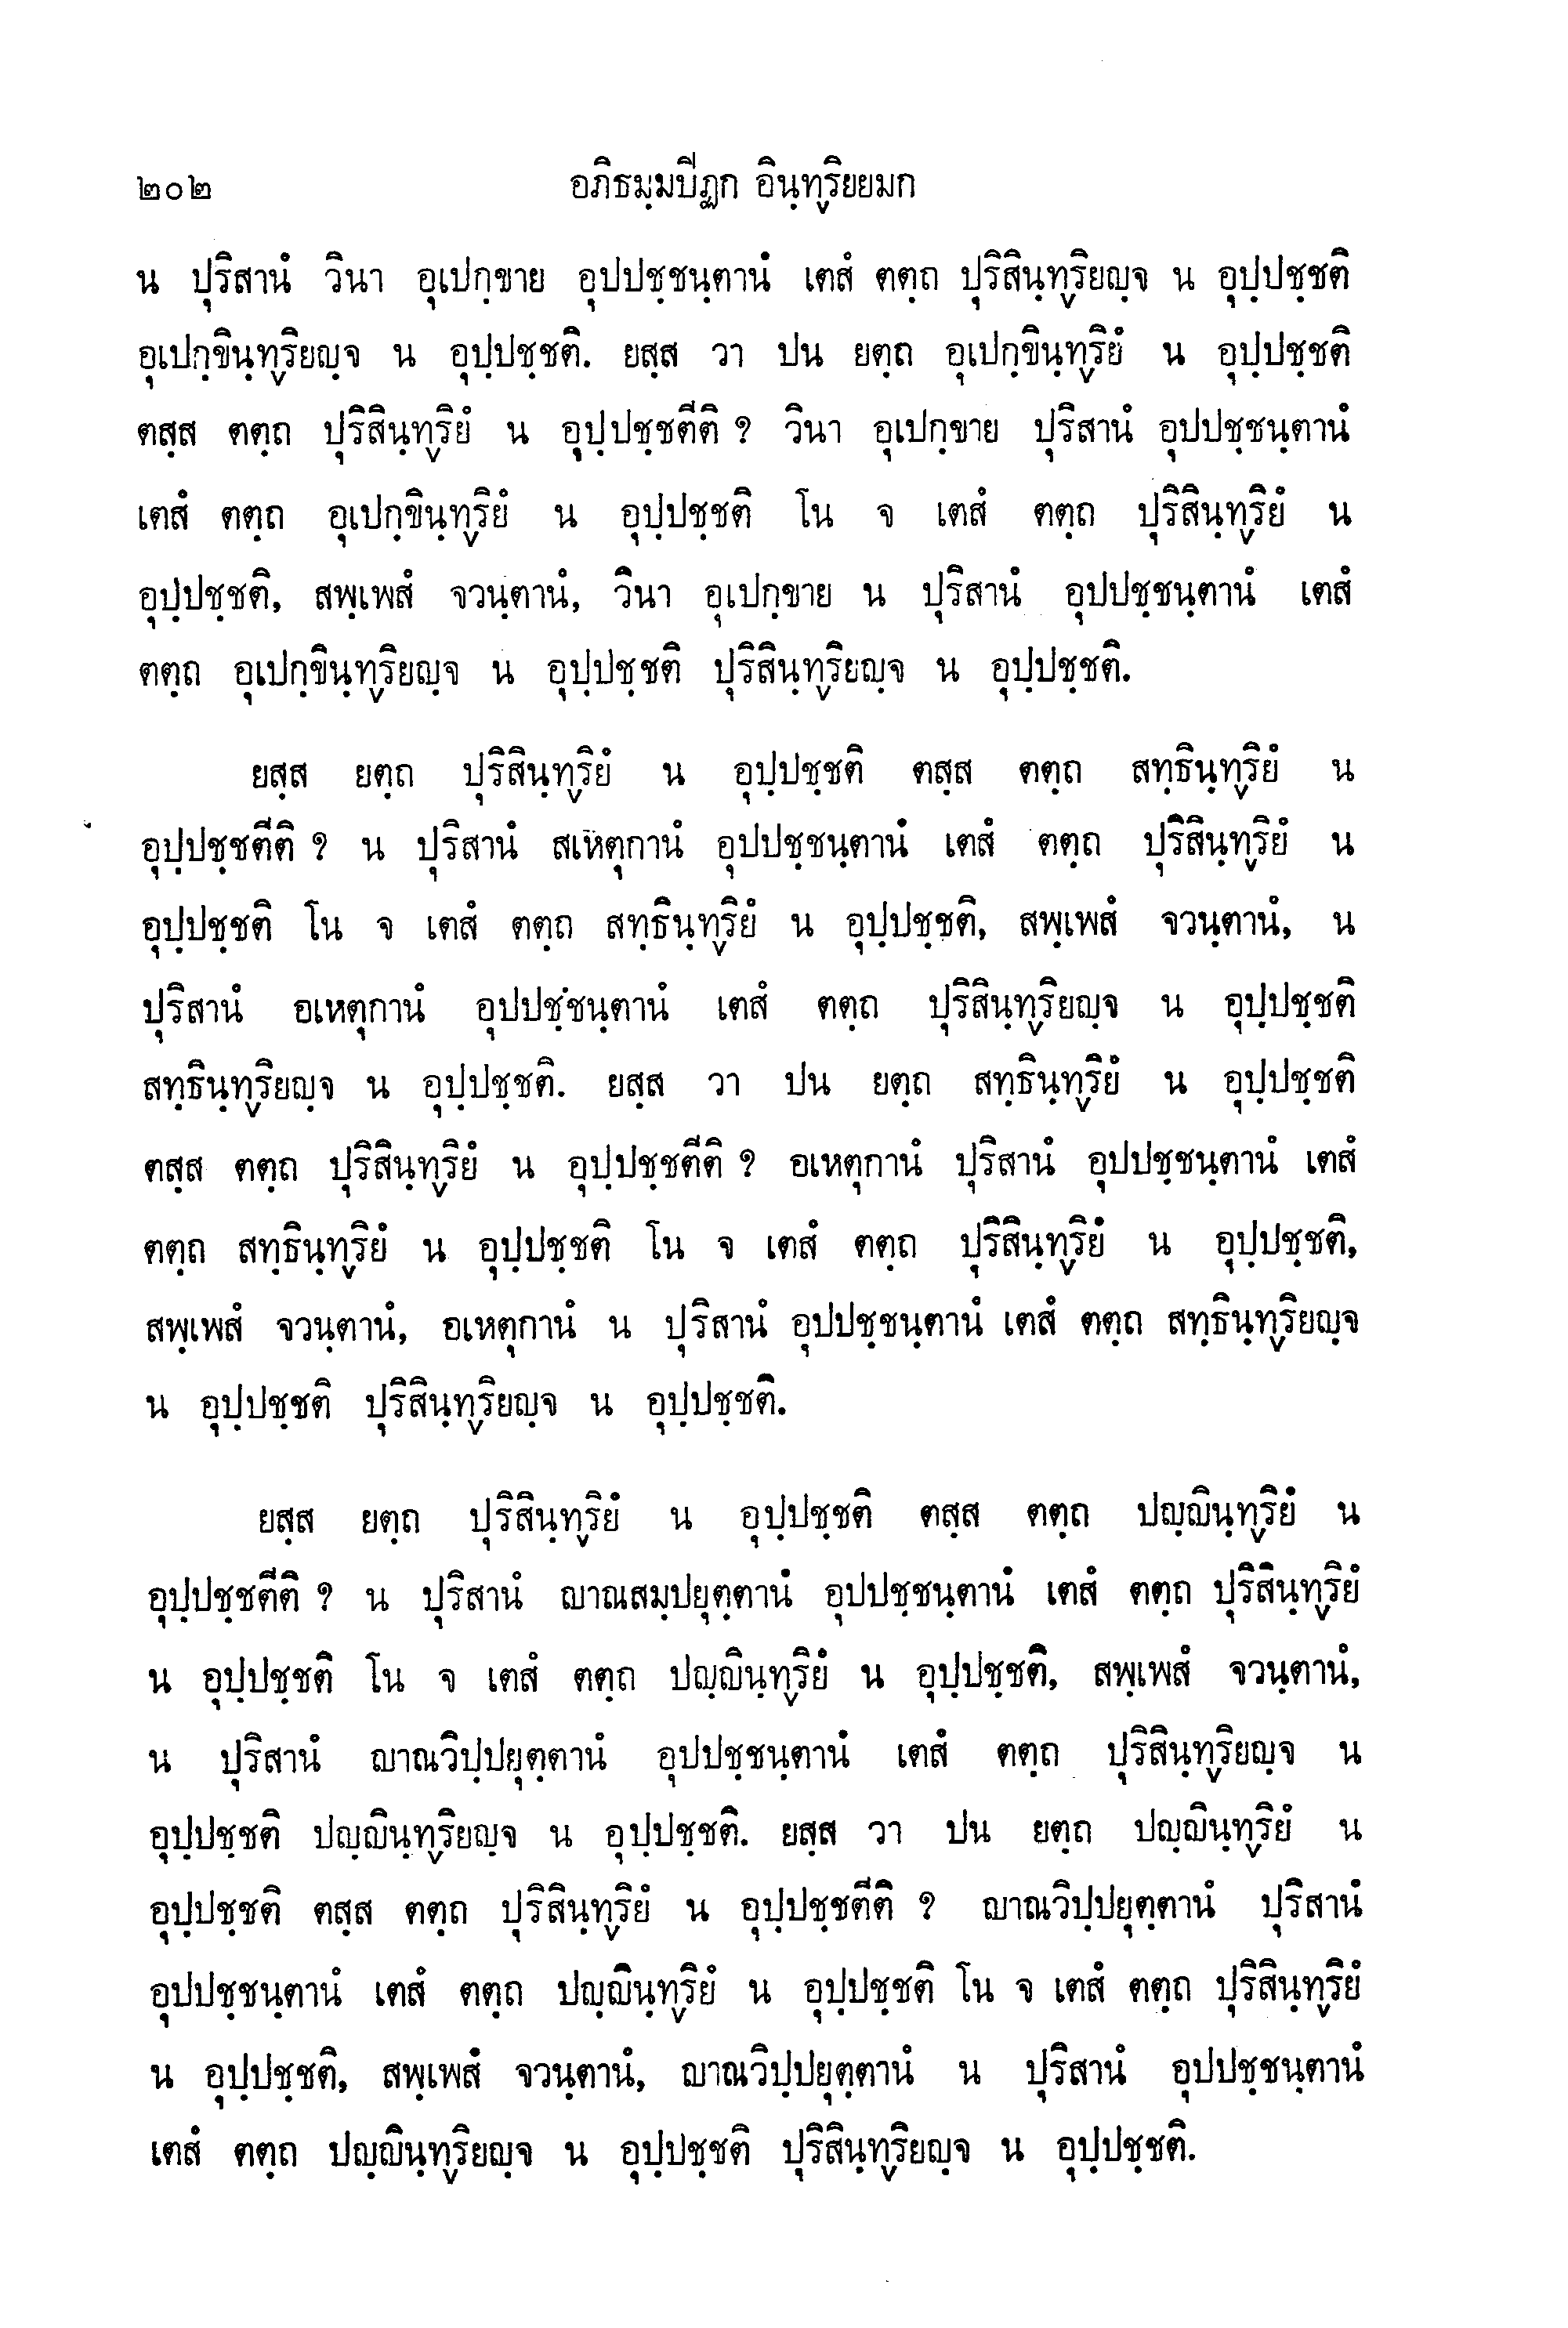 ๒๐๒ อภิธมฺมปีฏก อินฺทฺริยยมก
น ปุริสานํ วินา อุเปกฺขาย อุปปชฺชนฺตานํ เตสํ ตตฺถ ปุริสินฺทฺริยญฺจ น อุปฺปชฺชติ
อุเปกฺขินฺทฺริยญฺจ น อุปฺปชฺชติ. ยสฺส วา ปน ยตฺถ อุเปกฺขินฺทฺริยํ น อุปฺปชฺชติ
ตสฺส ตตฺถ ปุริสินฺทฺริยํ น อุปฺปชฺชตีติ ? วินา อุเปกฺขาย ปุริสานํ อุปปชฺชนฺตานํ
เตสํ ตตฺถ อุเปกฺขินฺทฺริยํ น อุปฺปชฺชติ โน จ เตสํ ตตฺถ ปุริสินฺทฺริยํ น
อุปฺปชฺชติ, สพฺเพสํ จวนฺตานํ, วินา อุเปกฺขาย น ปุริสานํ อุปปชฺชนฺตานํ เตสํ
ตตฺถ อุเปกฺขินฺทฺริยญฺจ น อุปฺปชฺชติ ปุริสินฺทฺริยญฺจ น อุปฺปชฺชติ.
ยสฺส ยตฺถ ปุริสินฺทฺริยํ น อุปฺปชฺชติ ตสฺส ตตฺถ สทฺธินฺทฺริยํ น
อุปฺปชฺชตีติ ? น ปุริสานํ สเหตุกานํ อุปปชฺชนฺตานํ เตสํ ตตฺถ ปุริสินฺทฺริยํ น
อุปฺปชฺชติ โน จ เตสํ ตตฺถ สทฺธินฺทฺริยํ น อุปฺปชฺชติ, สพฺเพสํ จวนฺตานํ, น
ปุริสานํ อเหตุกานํ อุปปชฺชนฺตานํ เตสํ ตตฺถ ปุริสินฺทฺริยญฺจ น อุปฺปชฺชติ
สทฺธินฺทฺริยญฺจ น อุปฺปชฺชติ. ยสฺส วา ปน ยตฺถ สทฺธินฺทฺริยํ น อุปฺปชฺชติ
ตสฺส ตตฺถ ปุริสินฺทฺริยํ น อุปฺปชฺชตีติ ? อเหตุกานํ ปุริสานํ อุปปชฺชนฺตานํ เตสํ
ตตฺถ สทฺธินฺทฺริยํ น อุปฺปชฺชติ โน จ เตสํ ตตฺถ ปุริสินฺทฺริยํ น อุปฺปชฺชติ,
สพฺเพสํ จวนฺตานํ, อเหตุกานํ น ปุริสานํ อุปปชฺชนฺตานํ เตสํ ตตฺถ สทฺธินฺทฺริยญฺจ
น อุปฺปชฺชติ ปุริสินฺทฺริยญฺจ น อุปฺปชฺชติ.
ยสฺส ยตฺถ ปุริสินฺทฺริยํ น อุปฺปชฺชติ ตสฺส ตตฺถ ปญฺญินฺทฺริยํ น
อุปฺปชฺชตีติ ? น ปุริสานํ ญาณสมฺปยุตฺตานํ อุปปชฺชนฺตานํ เตสํ ตตฺถ ปุริสินฺทฺริยํ
น อุปฺปชฺชติ โน จ เตสํ ตตฺถ ปญฺญินฺทฺริยํ น อุปฺปชฺชติ, สพฺเพสํ จวนฺตานํ,
น ปุริสานํ ญาณวิปฺปยุตฺตานํ อุปปชฺชนฺตานํ เตสํ ตตฺถ ปุริสินฺทฺริยญฺจ น
อุปฺปชฺชติ ปญฺญินฺทฺริยญฺจ น อุปฺปชฺชติ. ยสฺส วา ปน ยตฺถ ปญฺญินฺทฺริยํ น
อุปฺปชฺชติ ตสฺส ตตฺถ ปุริสินฺทฺริยํ น อุปฺปชฺชตีติ ? ญาณวิปฺปยุตฺตานํ ปุริสานํ
อุปปชฺชนฺตานํ เตสํ ตตฺถ ปญฺญินฺทฺริยํ น อุปฺปชฺชติ โน จ เตสํ ตตฺถ ปุริสินฺทฺริยํ
น อุปฺปชฺชติ, สพฺเพสํ จวนฺตานํ, ญาณวิปฺปยุตฺตานํ น ปุริสานํ อุปปชฺชนฺตานํ
เตสํ ตตฺถ ปญฺญินฺทฺริยญฺจ น อุปฺปชฺชติ ปุริสินฺทฺริยญฺจ น อุปฺปชฺชติ.